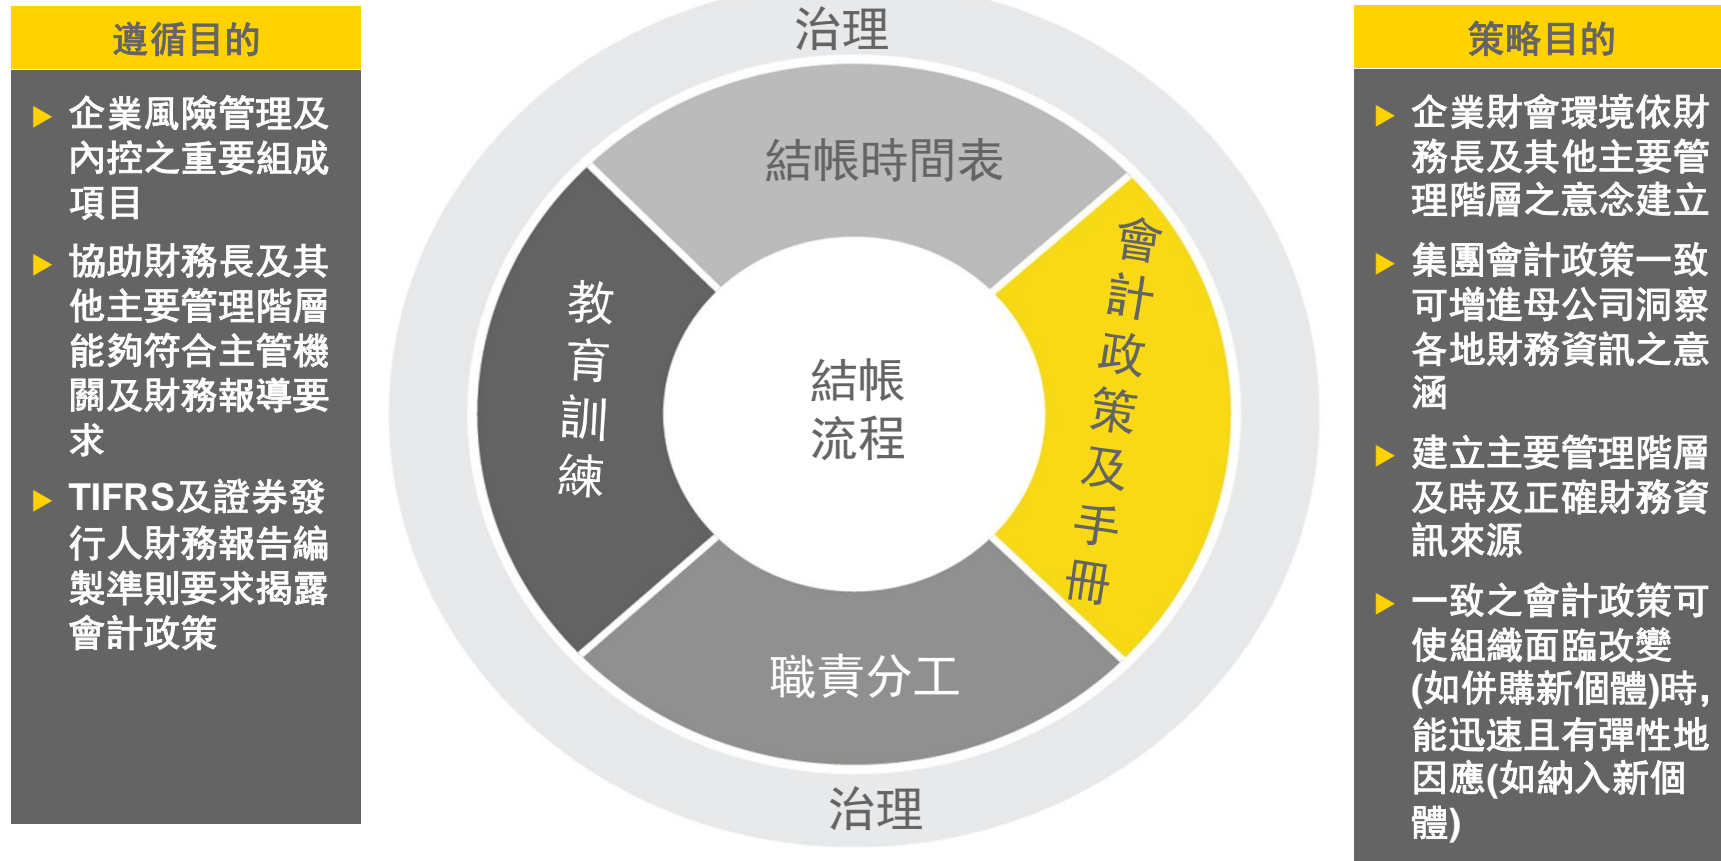 遵循目的
企業風險管理及
內控之重要組成
項目
協助財務長及其
他主要管理階層
能夠符合主管機
關及財務報導要
求
TIFRS及證券發
行人財務報告編
製準則要求揭露
會計政策
治理
結帳時間表
教育訓練
結帳
流程
會計政策及手冊
職責分工
治理
策略目的
企業財會環境依財
務長及其他主要管
理階層之意念建立
集團會計政策一致
可增進母公司洞察
各地財務資訊之意
涵
建立主要管理階層
及時及正確財務資
訊來源
一致之會計政策可
使組織面臨改變
(如併購新個體)時,
能迅速且有彈性地
因應(如納入新個
體)